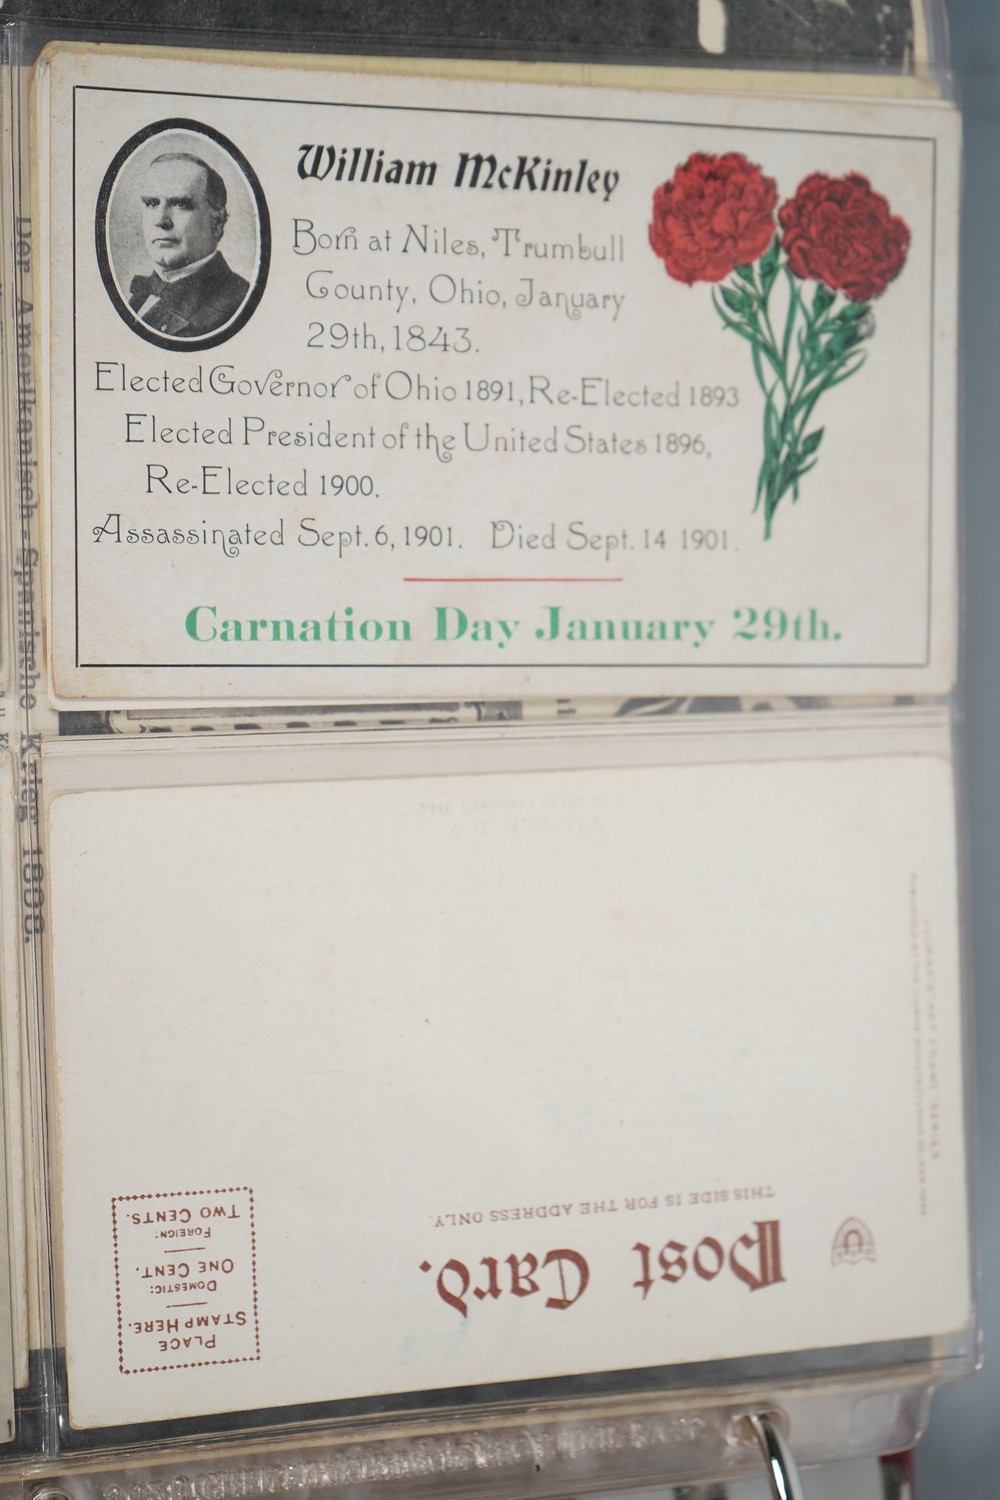 William McKinley
Born at Niles, Trumbull
County, Ohio, January
29th, 1843.
Elected Governor of Ohio 1891, Re-Elected 1893
Elected President of the United States 1896,
Re-Elected 1900.
Assassinated Sept. 6, 1901. Died Sept. 14 1901.
Carnation Day January 29th.
Der Amerikanisch-Spanische Krieg 1898.
Post Card.
THIS SIDE IS FOR THE ADDRESS ONLY.
PLACE
STAMP HERE.
DOMESTIC:
ONE CENT.
FOREIGN:
TWO CENTS.